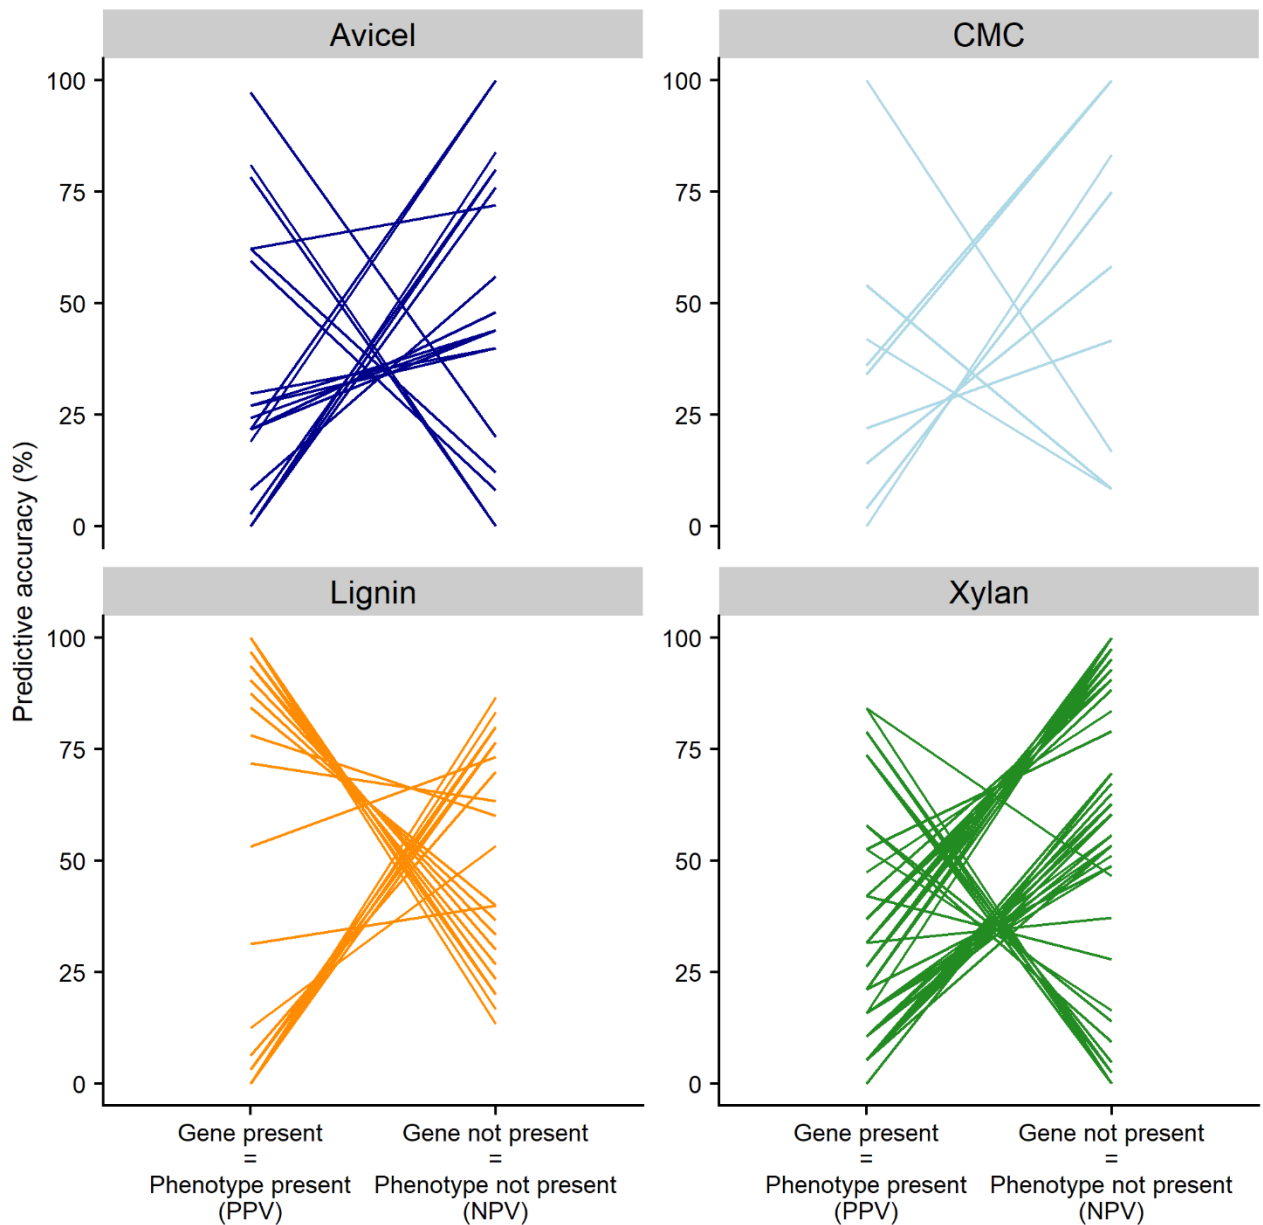 Avicel
CMC
100
75
50
25
0
100
75
50
25
0
Predictive accuracy (%)
Lignin
Xylan
100
75
50
25
0
100
75
50
25
0
Gene present
=
Phenotype present
(PPV)
Gene not present
=
Phenotype not present
(NPV)
Gene present
=
Phenotype present
(PPV)
Gene not present
=
Phenotype not present
(NPV)